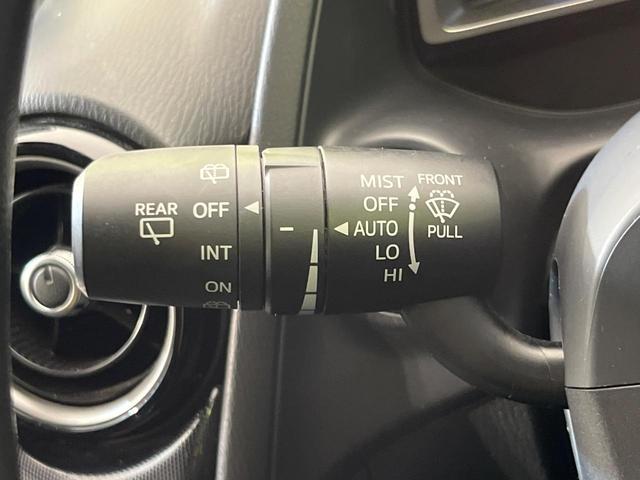 REAR
OFF
INT
ON
-
MIST
OFF
AUTO
LO
HI
FRONT
PULL